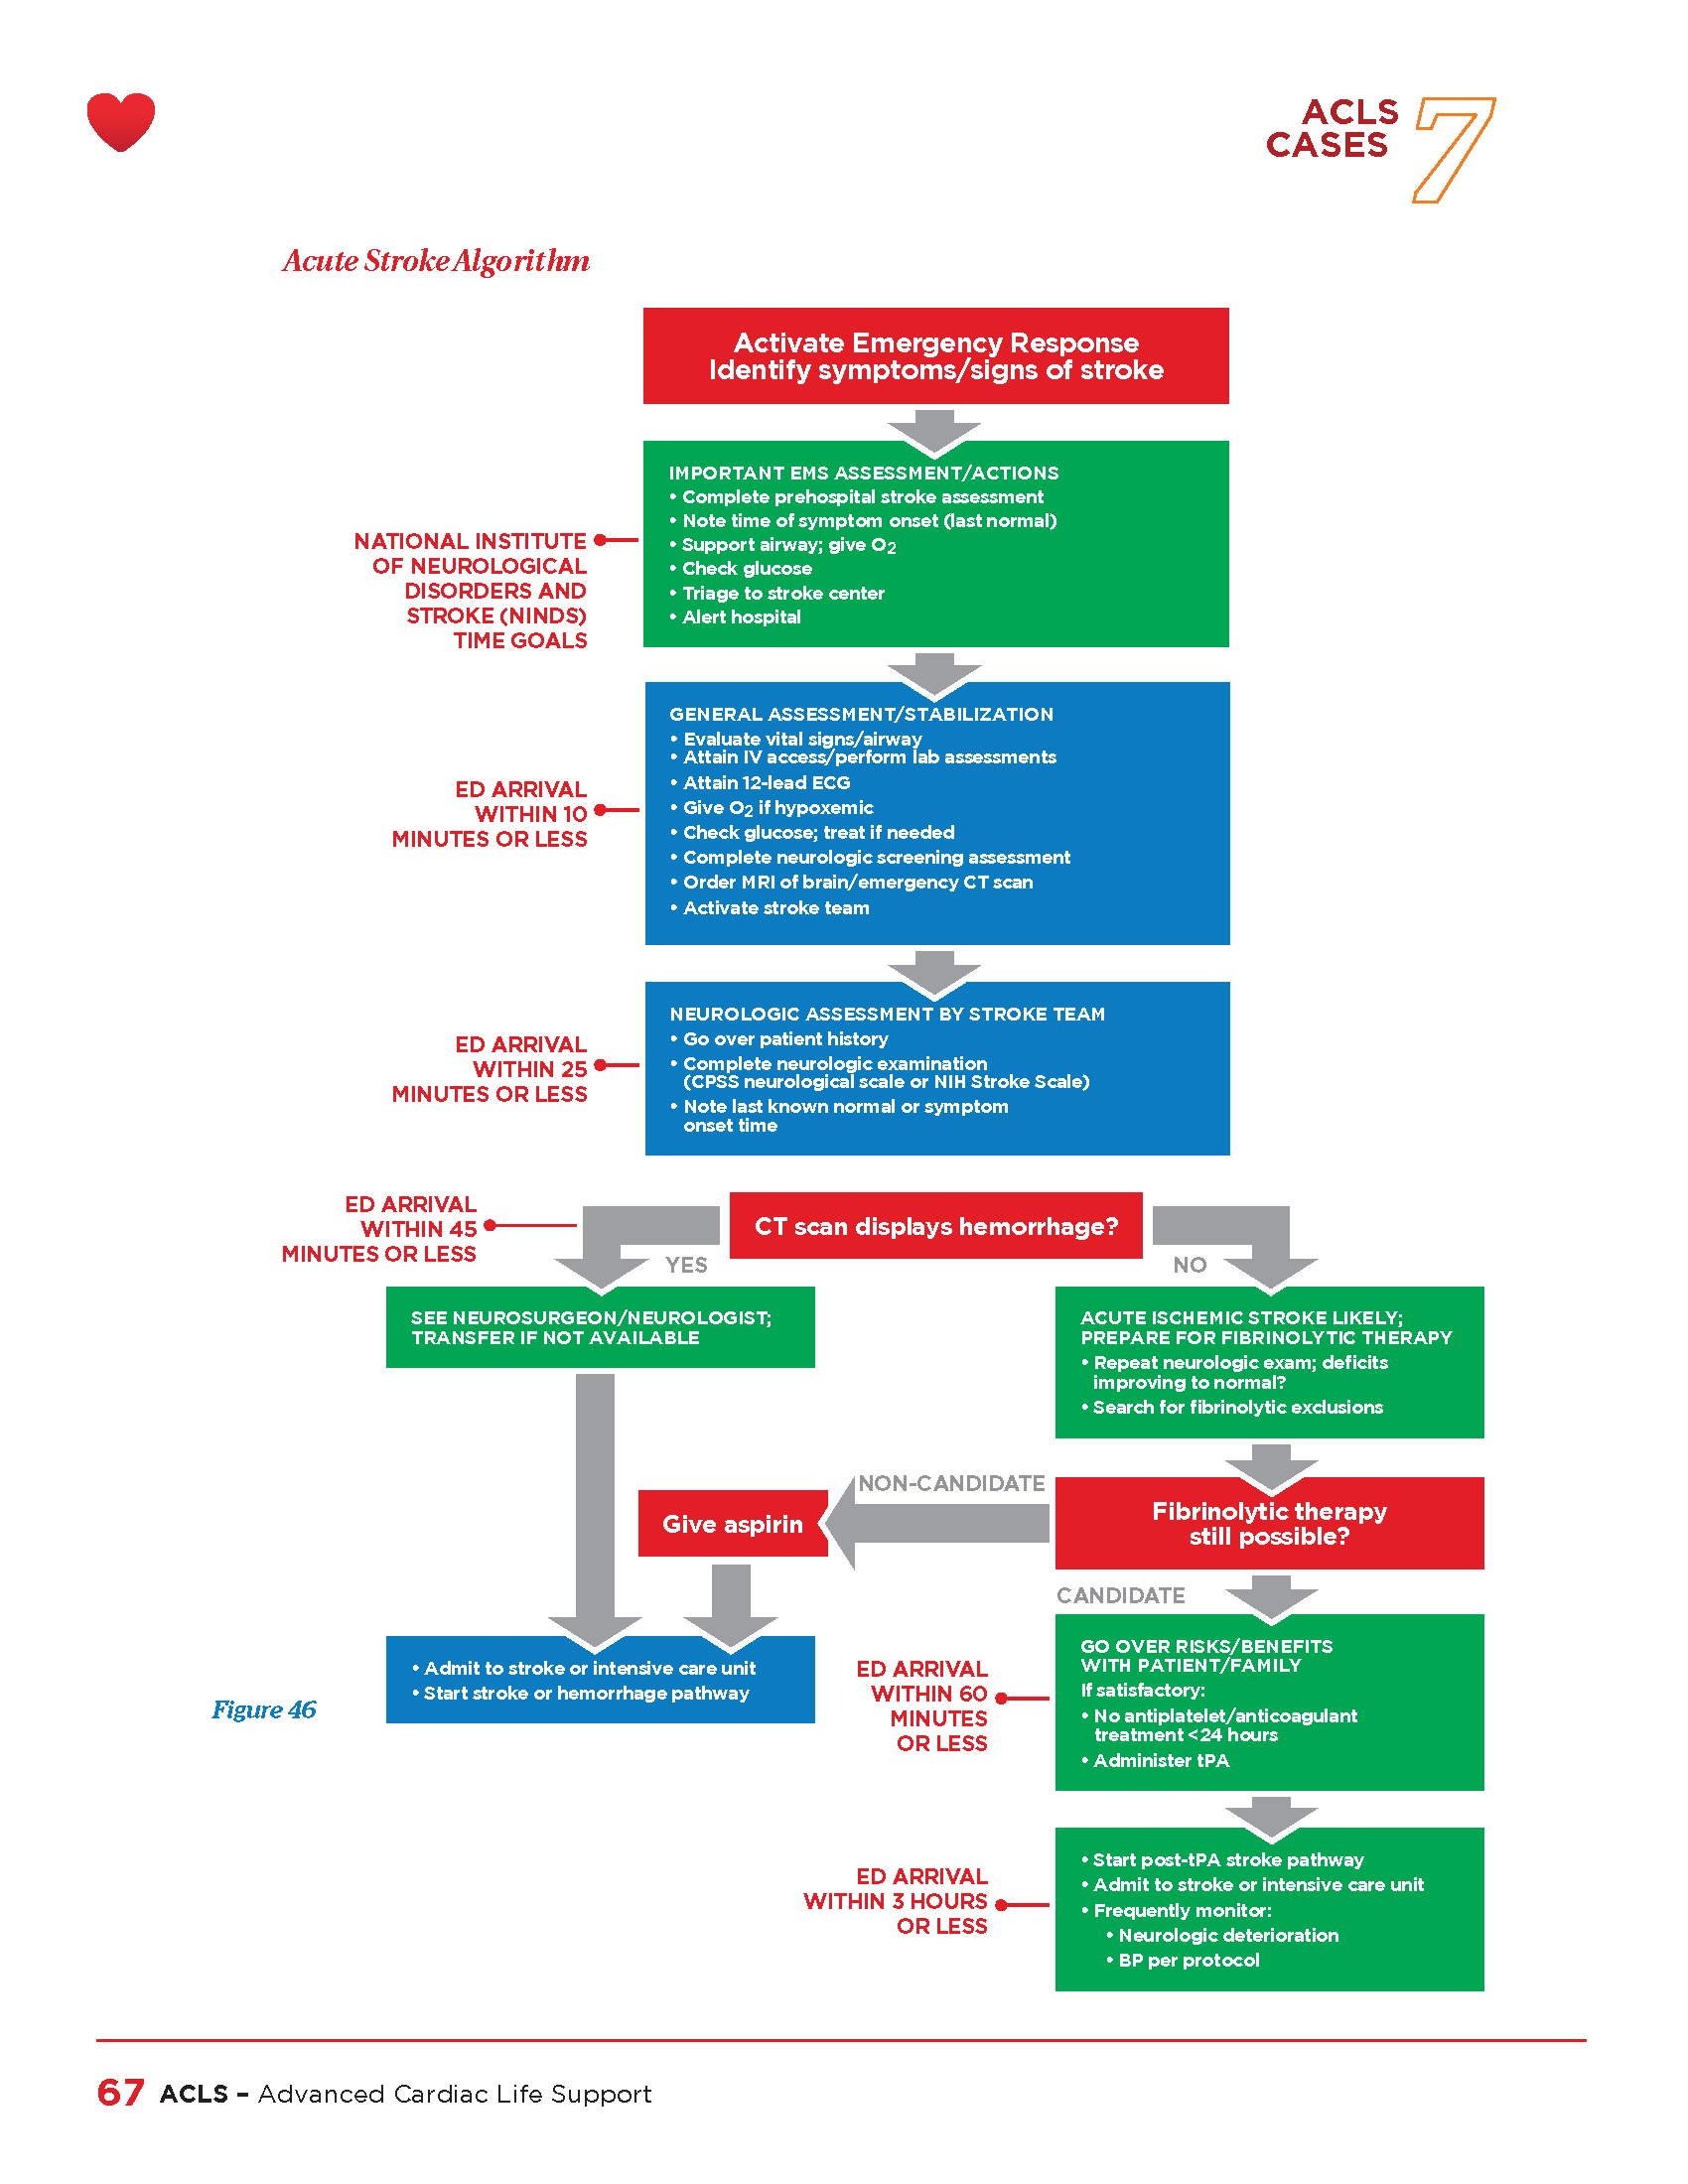 ACLS
CASES
7
Acute Stroke Algorithm
Activate Emergency Response
Identify symptoms/signs of stroke
IMPORTANT EMS ASSESSMENT/ACTIONS
• Complete prehospital stroke assessment
• Note time of symptom onset (last normal)
• Support airway; give O2
• Check glucose
• Triage to stroke center
• Alert hospital
NATIONAL INSTITUTE
OF NEUROLOGICAL
DISORDERS AND
STROKE (NINDS)
TIME GOALS
GENERAL ASSESSMENT/STABILIZATION
• Evaluate vital signs/airway
• Attain IV access/perform lab assessments
• Attain 12-lead ECG
• Give O2 if hypoxemic
• Check glucose; treat if needed
• Complete neurologic screening assessment
• Order MRI of brain/emergency CT scan
• Activate stroke team
ED ARRIVAL
WITHIN 10
MINUTES OR LESS
NEUROLOGIC ASSESSMENT BY STROKE TEAM
• Go over patient history
• Complete neurologic examination
(CPSS neurological scale or NIH Stroke Scale)
• Note last known normal or symptom
onset time
ED ARRIVAL
WITHIN 25
MINUTES OR LESS
ED ARRIVAL
WITHIN 45
MINUTES OR LESS
CT scan displays hemorrhage?
YES
NO
SEE NEUROSURGEON/NEUROLOGIST;
TRANSFER IF NOT AVAILABLE
ACUTE ISCHEMIC STROKE LIKELY;
PREPARE FOR FIBRINOLYTIC THERAPY
• Repeat neurologic exam; deficits
improving to normal?
• Search for fibrinolytic exclusions
NON-CANDIDATE
Give aspirin
Fibrinolytic therapy
still possible?
CANDIDATE
• Admit to stroke or intensive care unit
• Start stroke or hemorrhage pathway
Figure 46
ED ARRIVAL
WITHIN 60
MINUTES
OR LESS
GO OVER RISKS/BENEFITS
WITH PATIENT/FAMILY
If satisfactory:
• No antiplatelet/anticoagulant
treatment <24 hours
• Administer tPA
ED ARRIVAL
WITHIN 3 HOURS
OR LESS
• Start post-tPA stroke pathway
• Admit to stroke or intensive care unit
• Frequently monitor:
• Neurologic deterioration
• BP per protocol
67 ACLS – Advanced Cardiac Life Support